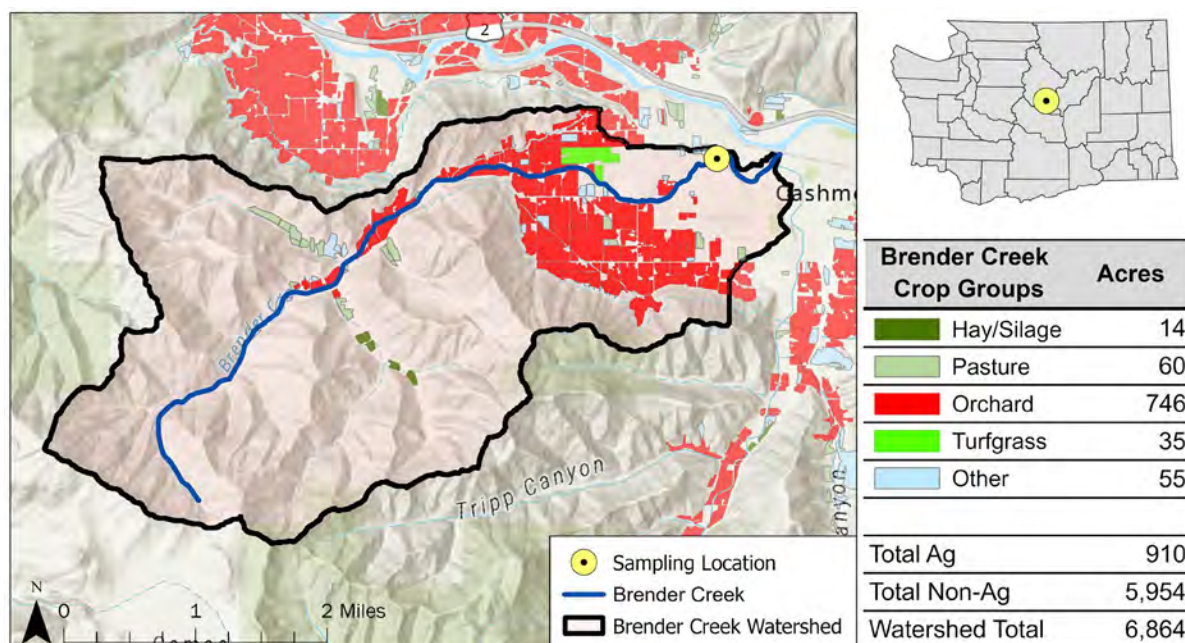 2
Cashm
Brender C
Tripp Canyon
anyon
N
0 1 2 Miles
Sampling Location
Brender Creek
Brender Creek Watershed
Brender Creek
Crop Groups
Acres
Hay/Silage 14
Pasture 60
Orchard 746
Turfgrass 35
Other 55
Total Ag 910
Total Non-Ag 5,954
Watershed Total 6,864